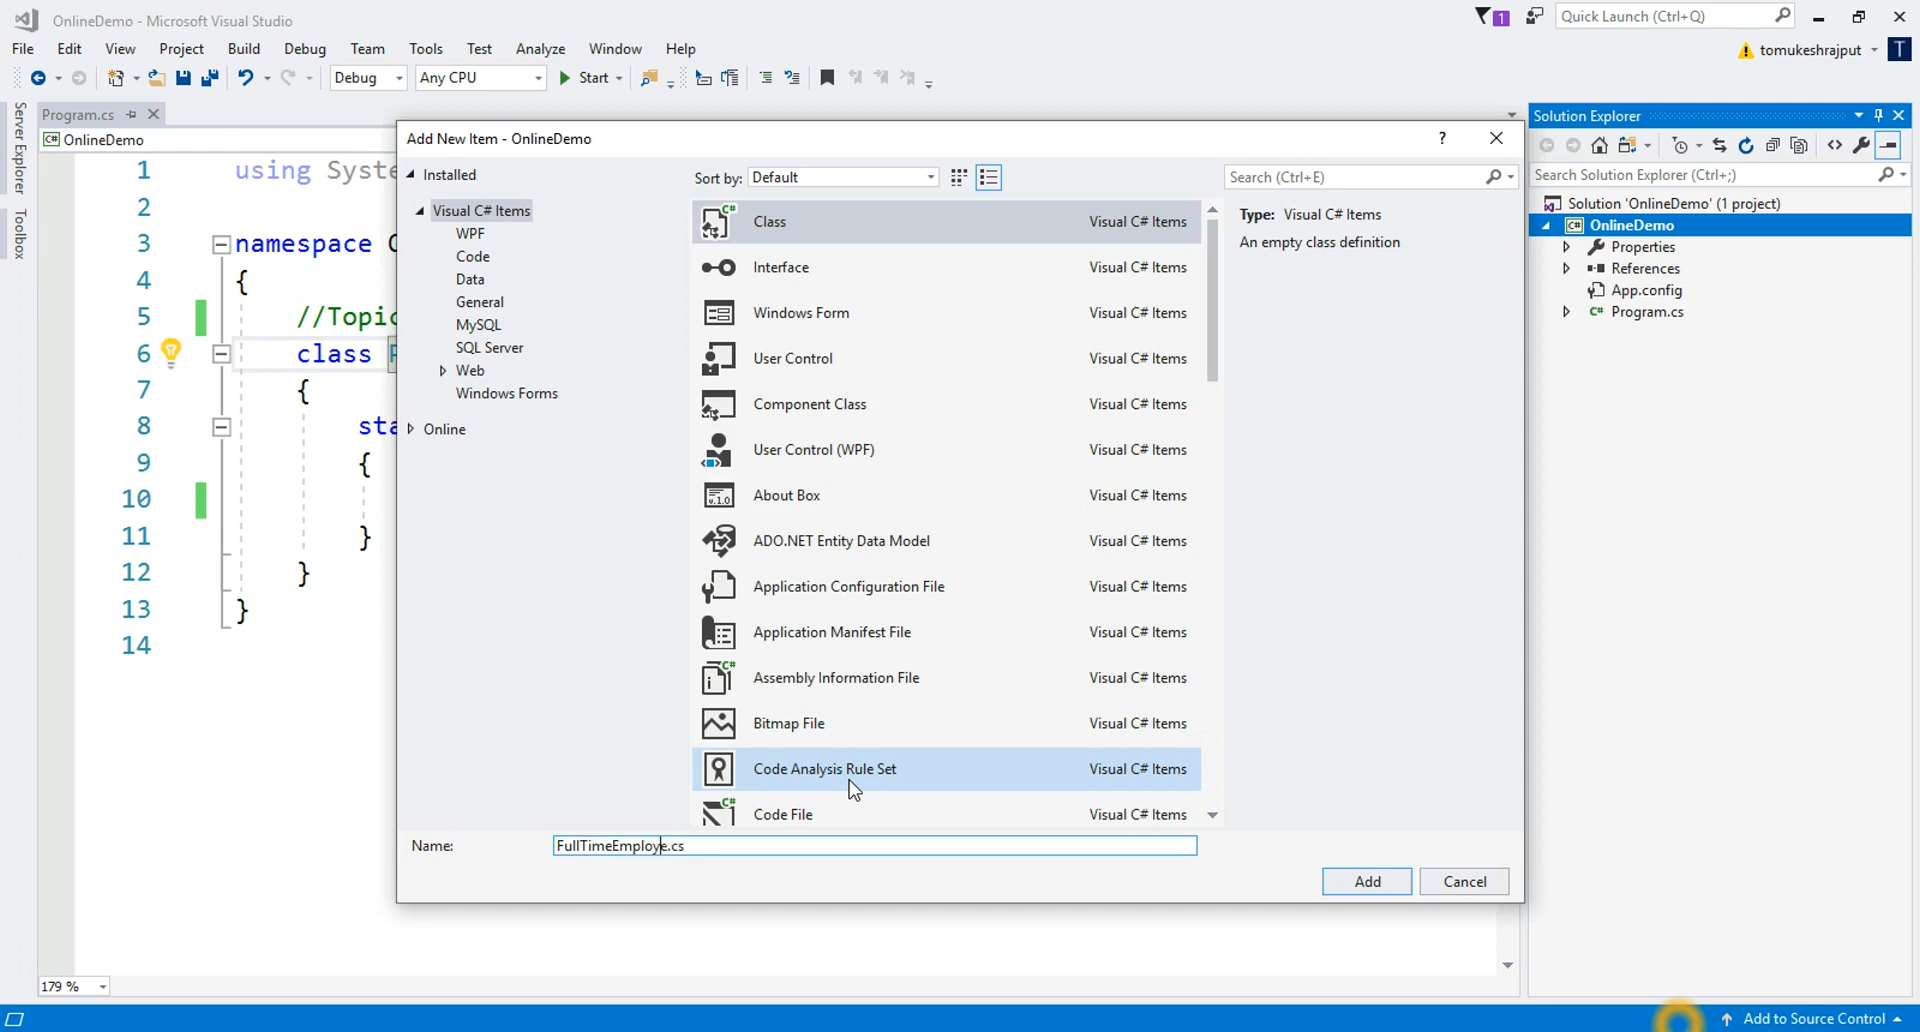 OnlineDemo - Microsoft Visual Studio
1
Quick Launch (Ctrl+Q)
File Edit View Project Build Debug Team Tools Test Analyze Window Help
tomukeshrajput T
Debug Any CPU Start
Server Explorer
Toolbox
Program.cs
C# OnlineDemo
1 using Syste
2
3 namespace O
4 {
5 //Topic
6 class P
7 {
8 sta
9 {
10
11 }
12 }
13 }
14
179 %
Add New Item - OnlineDemo
?
Installed
Visual C# Items
WPF
Code
Data
General
MySQL
SQL Server
Web
Windows Forms
Online
Sort by: Default
Search (Ctrl+E)
Class Visual C# Items
Interface Visual C# Items
Windows Form Visual C# Items
User Control Visual C# Items
Component Class Visual C# Items
User Control (WPF) Visual C# Items
About Box Visual C# Items
ADO.NET Entity Data Model Visual C# Items
Application Configuration File Visual C# Items
Application Manifest File Visual C# Items
Assembly Information File Visual C# Items
Bitmap File Visual C# Items
Code Analysis Rule Set Visual C# Items
Code File Visual C# Items
Type: Visual C# Items
An empty class definition
Name: FullTimeEmploye.cs
Add Cancel
Solution Explorer
Search Solution Explorer (Ctrl+;)
Solution 'OnlineDemo' (1 project)
C# OnlineDemo
Properties
References
App.config
C# Program.cs
Add to Source Control